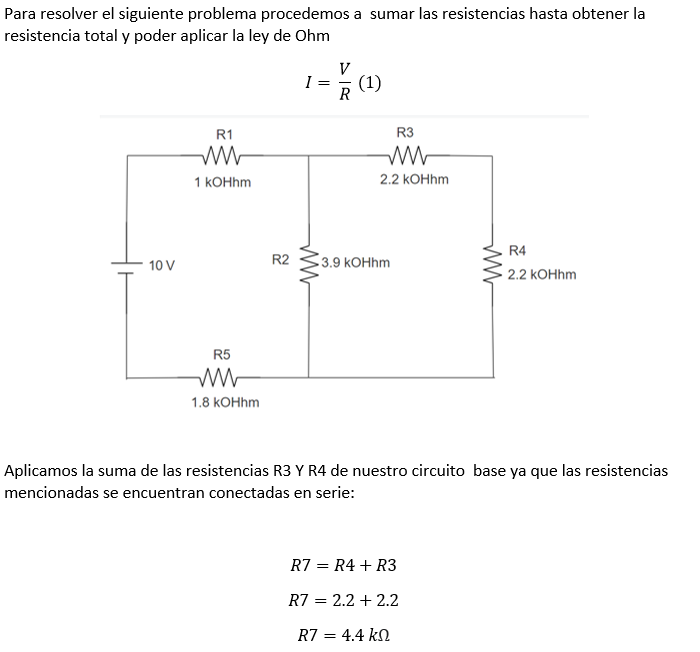 Para resolver el siguiente problema procedemos a sumar las resistencias hasta obtener la
resistencia total y poder aplicar la ley de Ohm
I = V/R (1)
R1
R3
1 kOHhm
2.2 kOHhm
10 V
R2
3.9 kOHhm
R4
2.2 kOHhm
R5
1.8 kOHhm
Aplicamos la suma de las resistencias R3 Y R4 de nuestro circuito base ya que las resistencias
mencionadas se encuentran conectadas en serie:
R7 = R4 + R3
R7 = 2.2 + 2.2
R7 = 4.4 kΩ